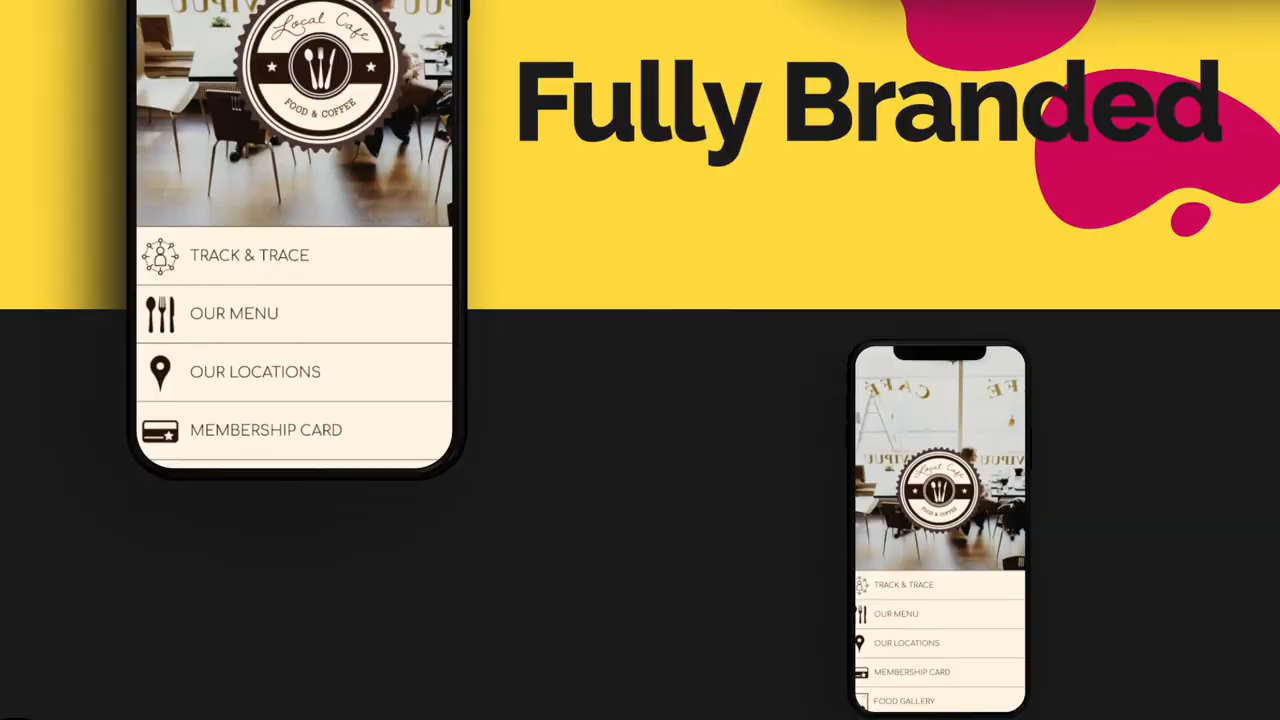 Local Cafe
FOOD & COFFEE
TRACK & TRACE
OUR MENU
OUR LOCATIONS
MEMBERSHIP CARD
Fully Branded
CAFÉ
Local Cafe
FOOD & COFFEE
TRACK & TRACE
OUR MENU
OUR LOCATIONS
MEMBERSHIP CARD
FOOD GALLERY